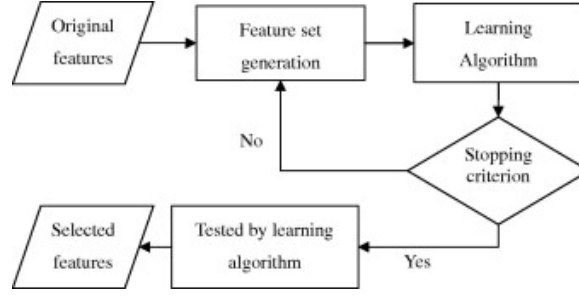 Original
features
Feature set
generation
Learning
Algorithm
No
Stopping
criterion
Selected
features
Tested by learning
algorithm
Yes